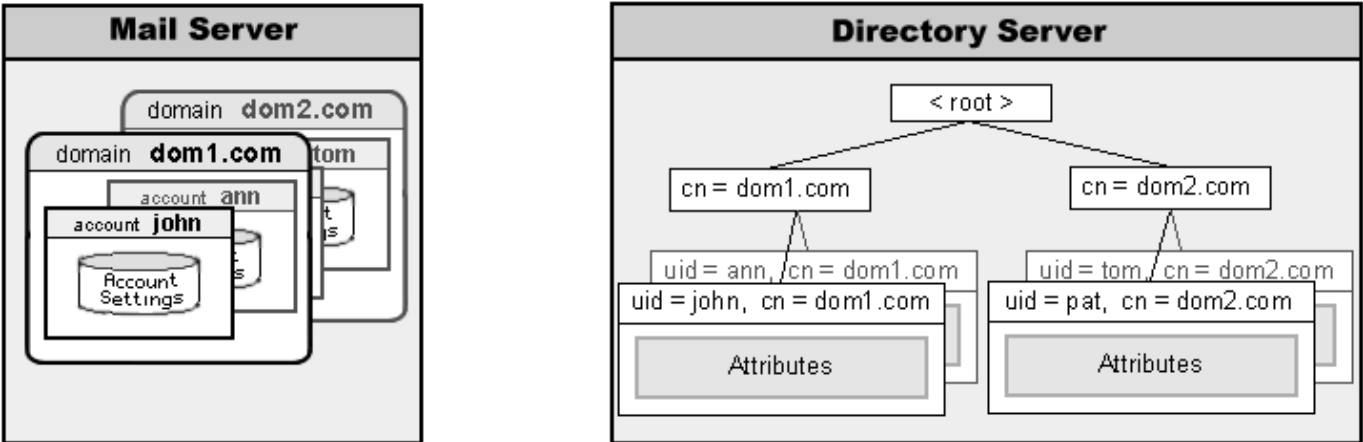 Mail Server
domain dom2.com
domain dom1.com
tom
account ann
account john
Account
Settings
t
gs
s
Directory Server
< root >
cn = dom1.com
cn = dom2.com
uid = ann, cn = dom1.com
uid = john, cn = dom1.com
Attributes
uid = tom, cn = dom2.com
uid = pat, cn = dom2.com
Attributes